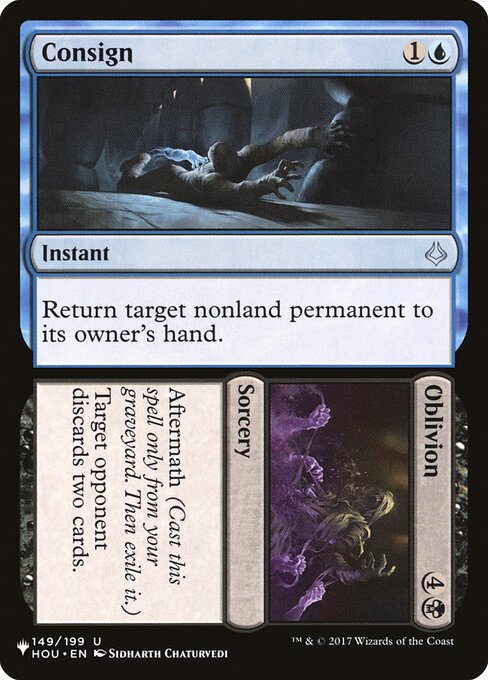 Consign 1
Instant
Return target nonland permanent to
its owner's hand.
Oblivion 4
Sorcery
Aftermath (Cast this
spell only from your
graveyard. Then exile it.)
Target opponent
discards two cards.
149/199 U
HOU • EN SIDHARTH CHATURVEDI
™ & © 2017 Wizards of the Coast